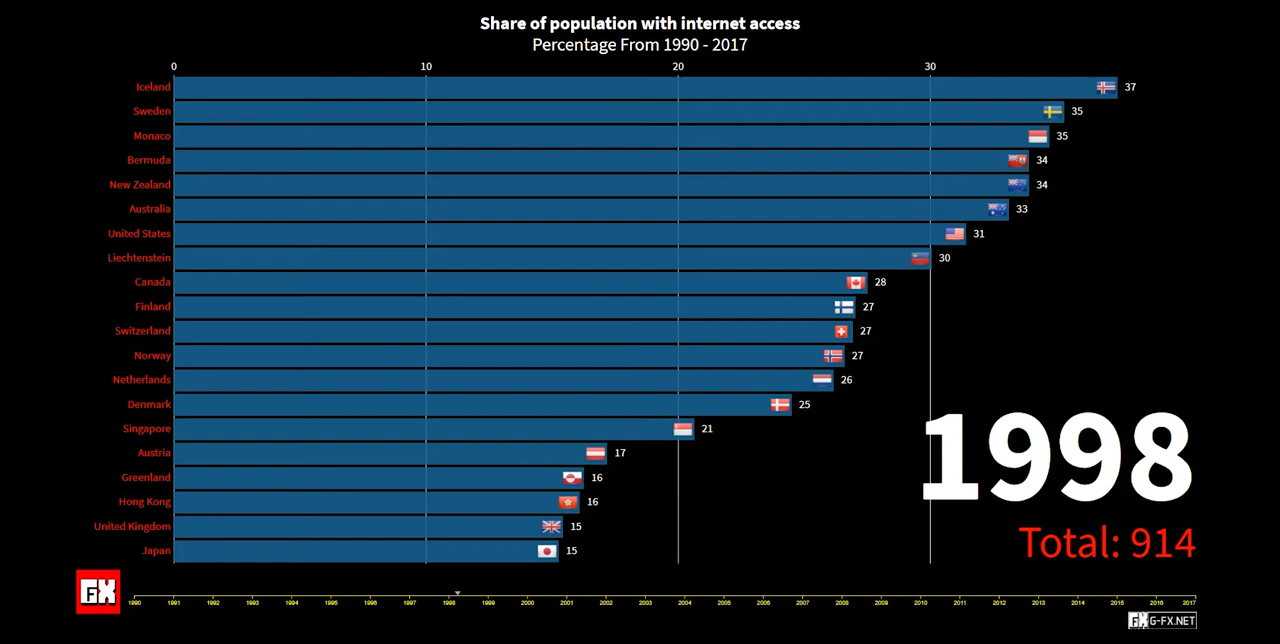 Share of population with internet access
Percentage From 1990 - 2017
0 10 20 30
Iceland 37
Sweden 35
Monaco 35
Bermuda 34
New Zealand 34
Australia 33
United States 31
Liechtenstein 30
Canada 28
Finland 27
Switzerland 27
Norway 27
Netherlands 26
Denmark 25
Singapore 21
Austria 17
Greenland 16
Hong Kong 16
United Kingdom 15
Japan 15
1998
Total: 914
FX
1990 1991 1992 1993 1994 1995 1996 1997 1998 1999 2000 2001 2002 2003 2004 2005 2006 2007 2008 2009 2010 2011 2012 2013 2014 2015 2016 2017
FX G-FX.NET